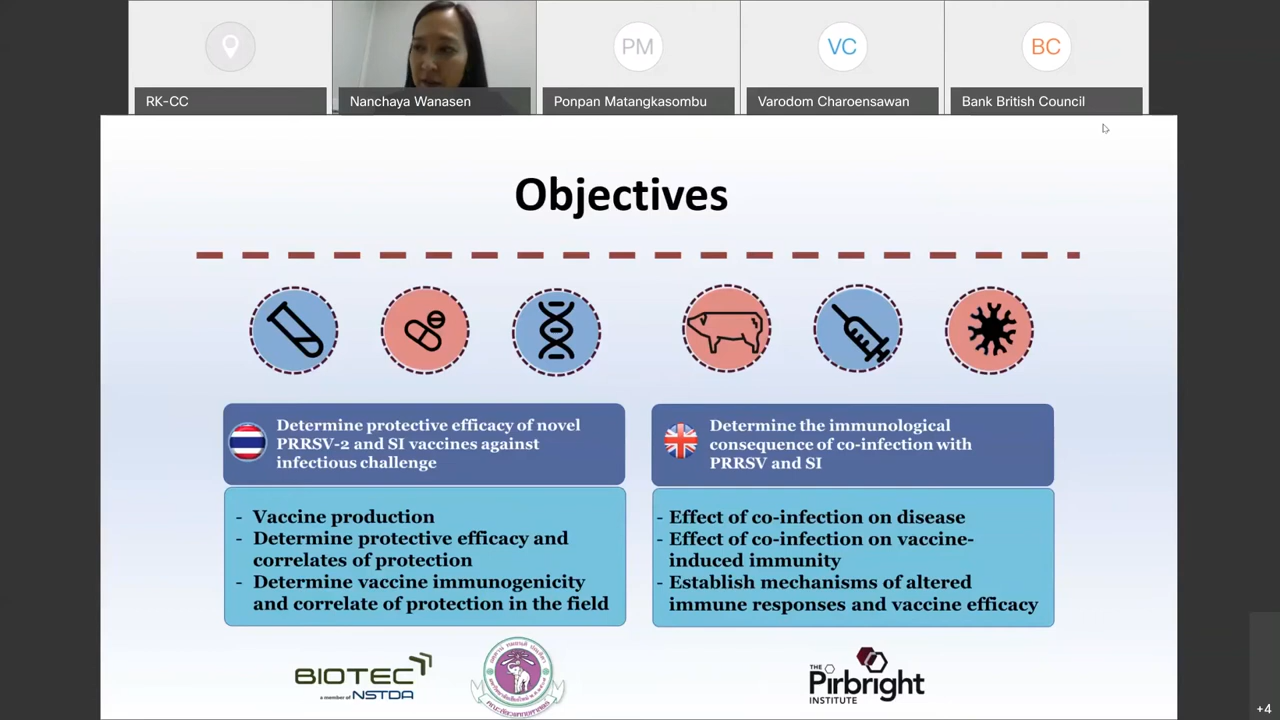 PM
VC
BC
RK-CC
Nanchaya Wanasen
Ponpan Matangkasombu
Varodom Charoensawan
Bank British Council
Objectives
Determine protective efficacy of novel
PRRSV-2 and SI vaccines against
infectious challenge
- Vaccine production
- Determine protective efficacy and
correlates of protection
- Determine vaccine immunogenicity
and correlate of protection in the field
Determine the immunological
consequence of co-infection with
PRRSV and SI
- Effect of co-infection on disease
- Effect of co-infection on vaccine-
induced immunity
- Establish mechanisms of altered
immune responses and vaccine efficacy
BIOTEC
a member of NSTDA
THE
Pirbright
INSTITUTE
+4